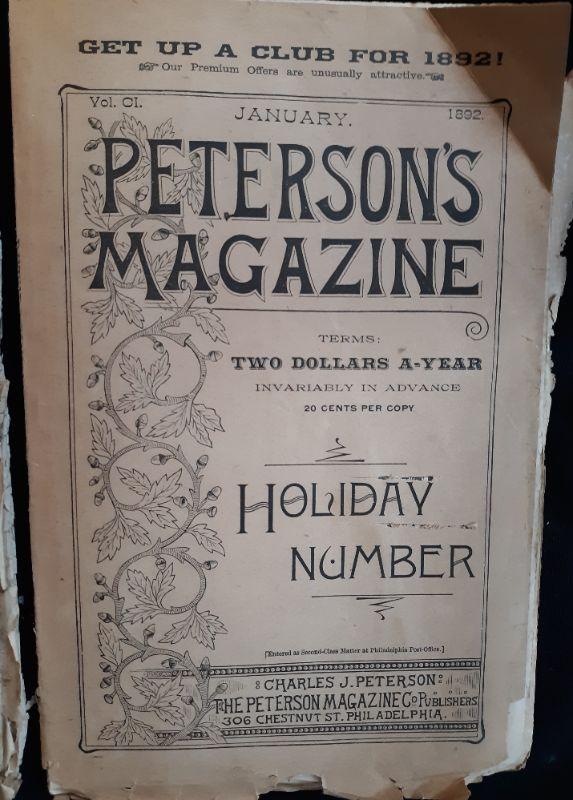 GET UP A CLUB FOR 1892!
Our Premium Offers are unusually attractive.
Vol. CI.
JANUARY.
1892.
PETERSON'S
MAGAZINE
TERMS:
TWO DOLLARS A-YEAR
INVARIABLY IN ADVANCE
20 CENTS PER COPY
HOLIDAY
NUMBER
[Entered as Second-Class Matter at Philadelphia Post-Office.]
CHARLES J. PETERSON:
THE PETERSON MAGAZINE Co PUBLISHERS
306 CHESTNUT ST. PHILADELPHIA.